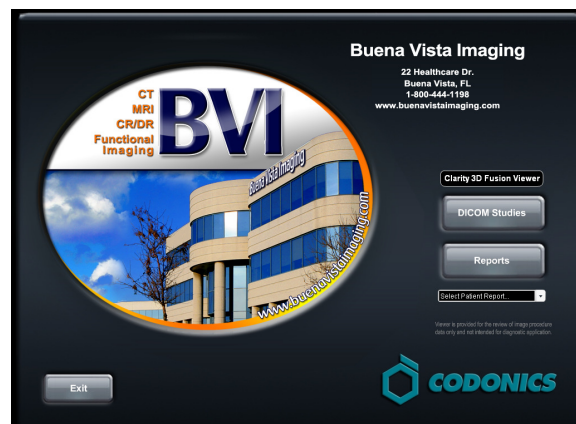 Buena Vista Imaging
22 Healthcare Dr.
Buena Vista, FL
1-800-444-1198
www.buenavistaimaging.com
CT
MRI
CR/DR
Functional
Imaging
BVI
Buena Vista Imaging
www.buenavistaimaging.com
Clarity 3D Fusion Viewer
DICOM Studies
Reports
Select Patient Report...
Viewer is provided for the review of image procedure
data only and not intended for diagnostic application.
Exit
CODONICS